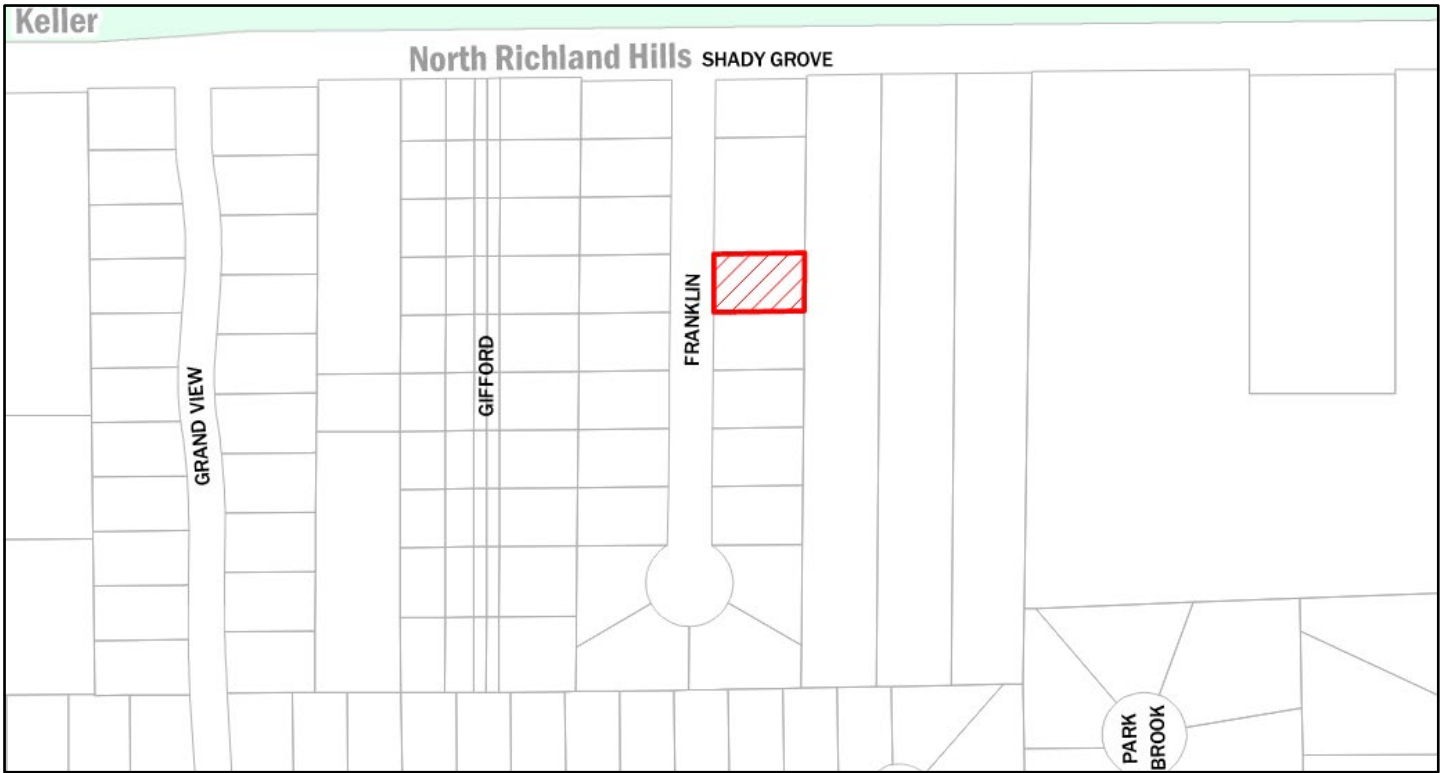 Keller
North Richland Hills
SHADY GROVE
FRANKLIN
GIFFORD
GRAND VIEW
PARK
BROOK